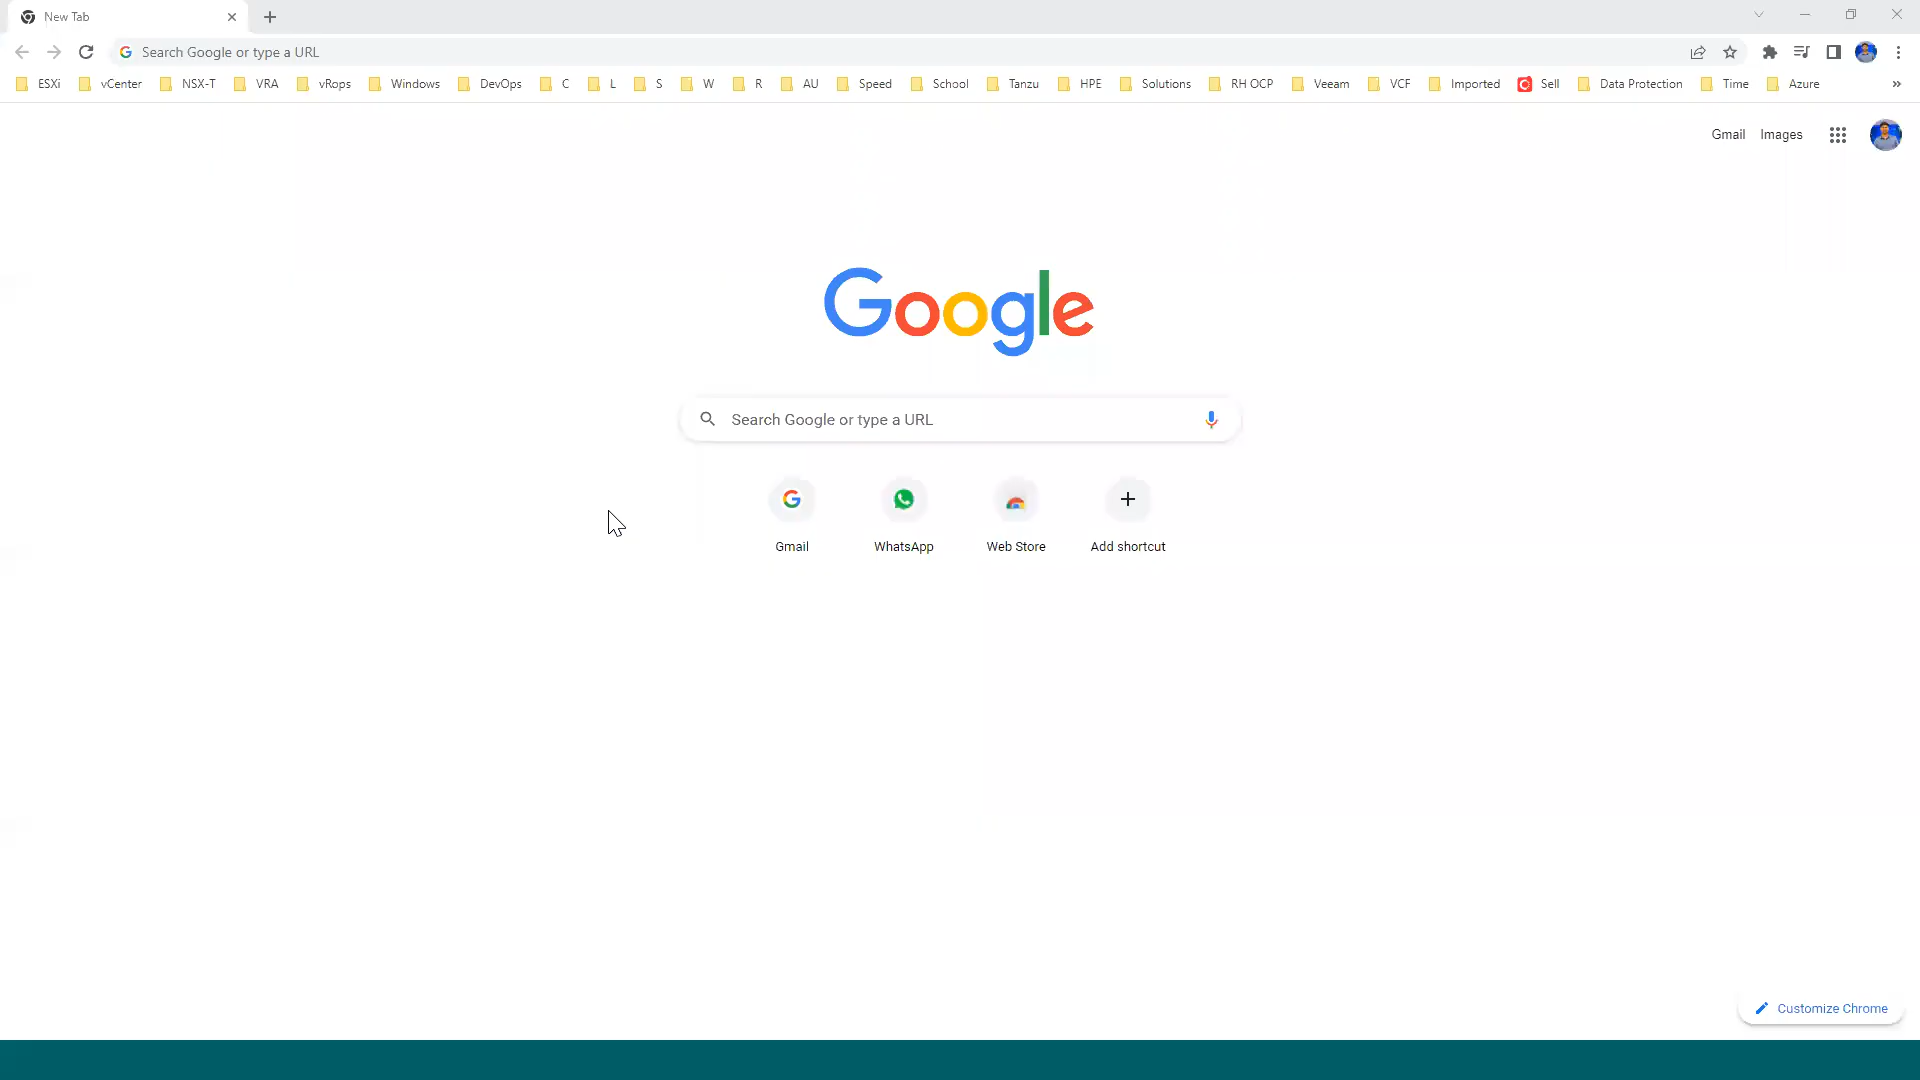 New Tab
Search Google or type a URL
ESXi vCenter NSX-T VRA vRops Windows DevOps C L S W R AU Speed School Tanzu HPE Solutions RH OCP Veeam VCF Imported Sell Data Protection Time Azure »
Gmail Images
Google
Search Google or type a URL
Gmail WhatsApp Web Store Add shortcut
Customize Chrome